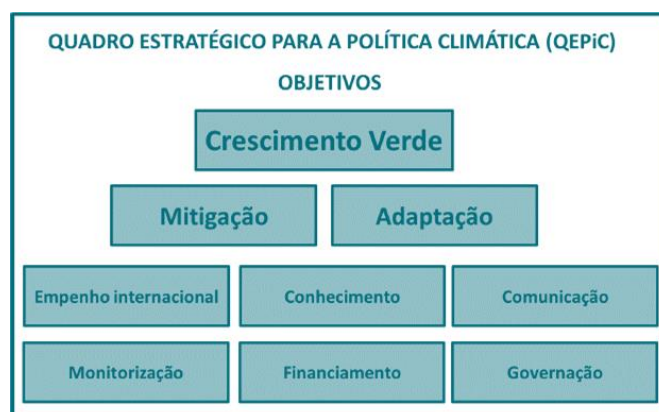 QUADRO ESTRATÉGICO PARA A POLÍTICA CLIMÁTICA (QEPiC)
OBJETIVOS
Crescimento Verde
Mitigação
Adaptação
Empenho internacional
Conhecimento
Comunicação
Monitorização
Financiamento
Governação